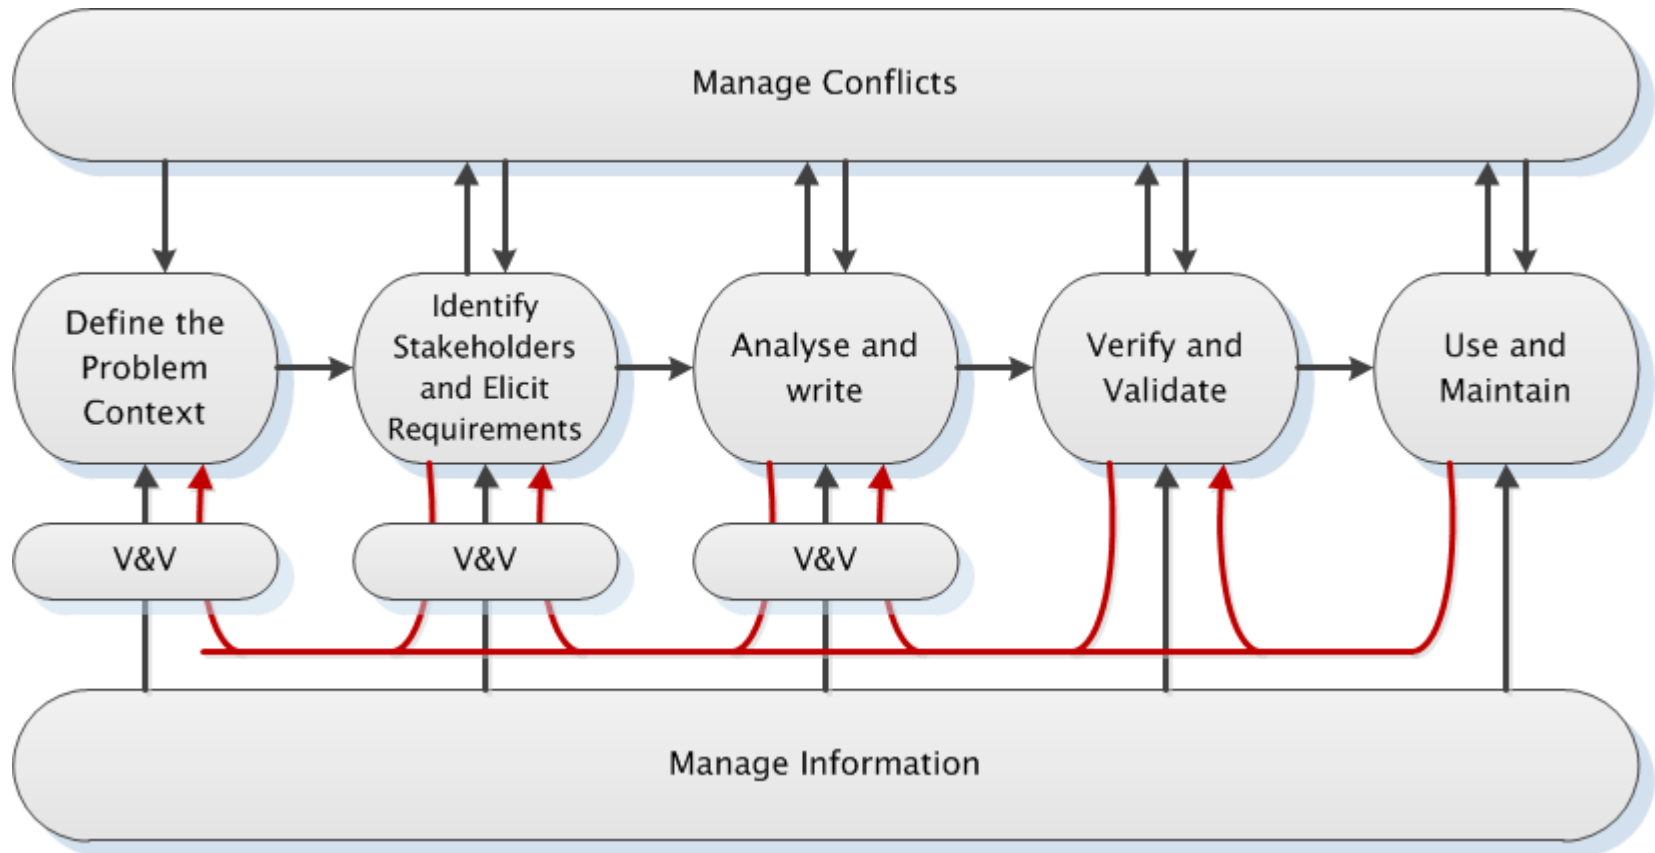 Manage Conflicts
Define the
Problem
Context
Identify
Stakeholders
and Elicit
Requirements
Analyse and
write
Verify and
Validate
Use and
Maintain
V&V
V&V
V&V
Manage Information